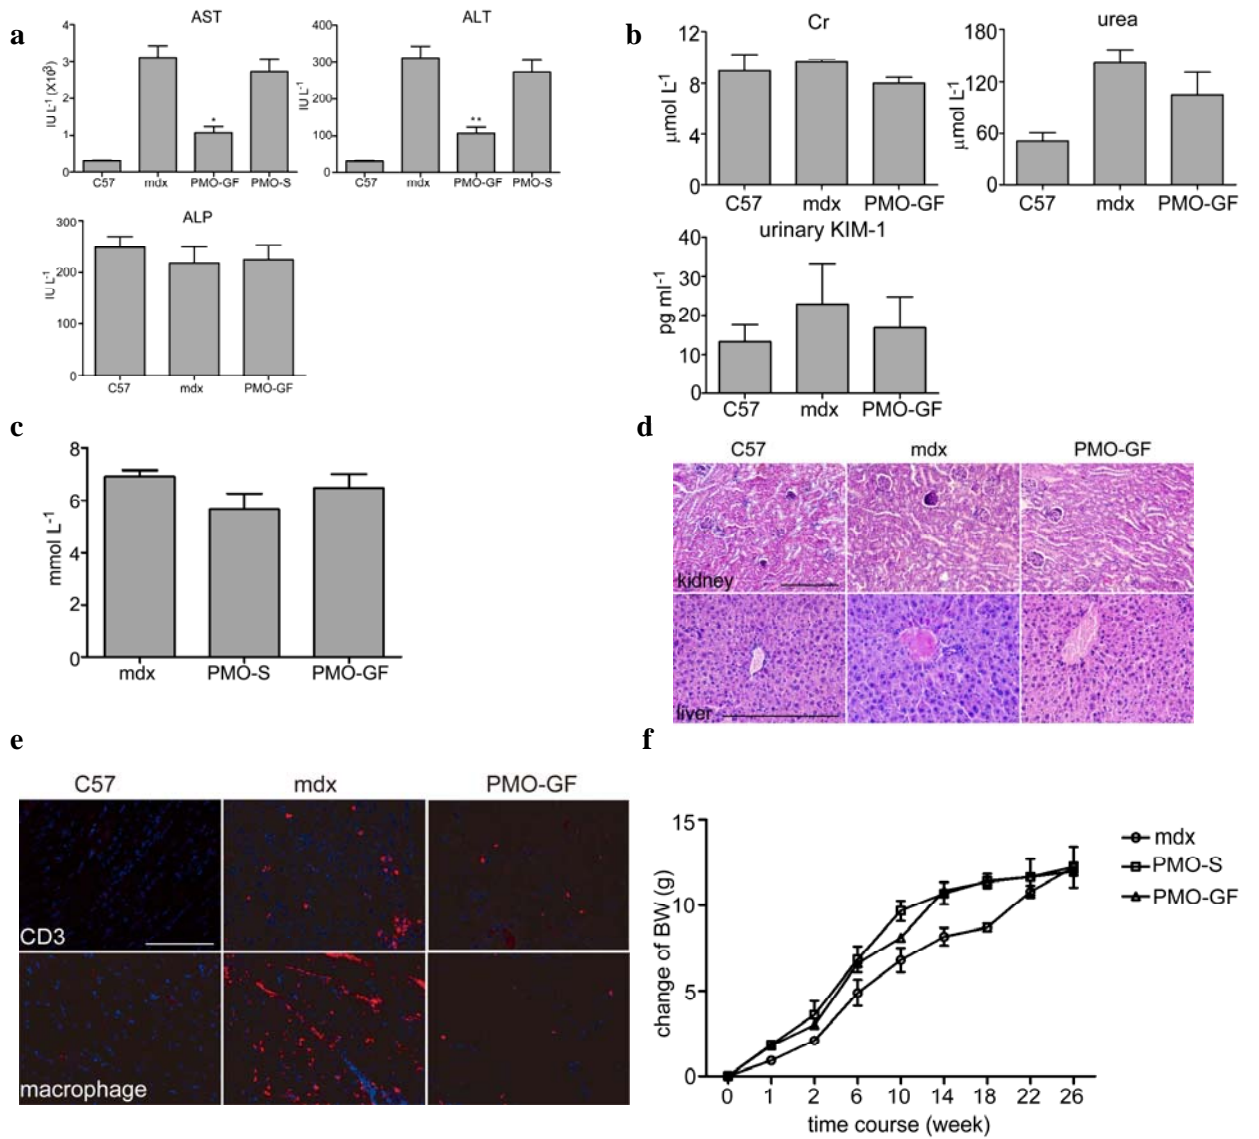 a
AST
IU L-1 (X10³)
4
3
2
1
0
C57 mdx PMO-GF PMO-S
*
ALT
IU L-1
400
300
200
100
0
C57 mdx PMO-GF PMO-S
**
ALP
IU L-1
300
200
100
0
C57 mdx PMO-GF
b
Cr
μmol L-1
12
8
4
0
C57 mdx PMO-GF
urea
μmol L-1
180
120
60
0
C57 mdx PMO-GF
urinary KIM-1
pg ml-1
40
30
20
10
0
C57 mdx PMO-GF
c
mmol L-1
8
6
4
2
0
mdx PMO-S PMO-GF
d
C57 mdx PMO-GF
kidney
liver
e
C57 mdx PMO-GF
CD3
macrophage
f
change of BW (g)
15
10
5
0
0 1 2 6 10 14 18 22 26
time course (week)
mdx
PMO-S
PMO-GF